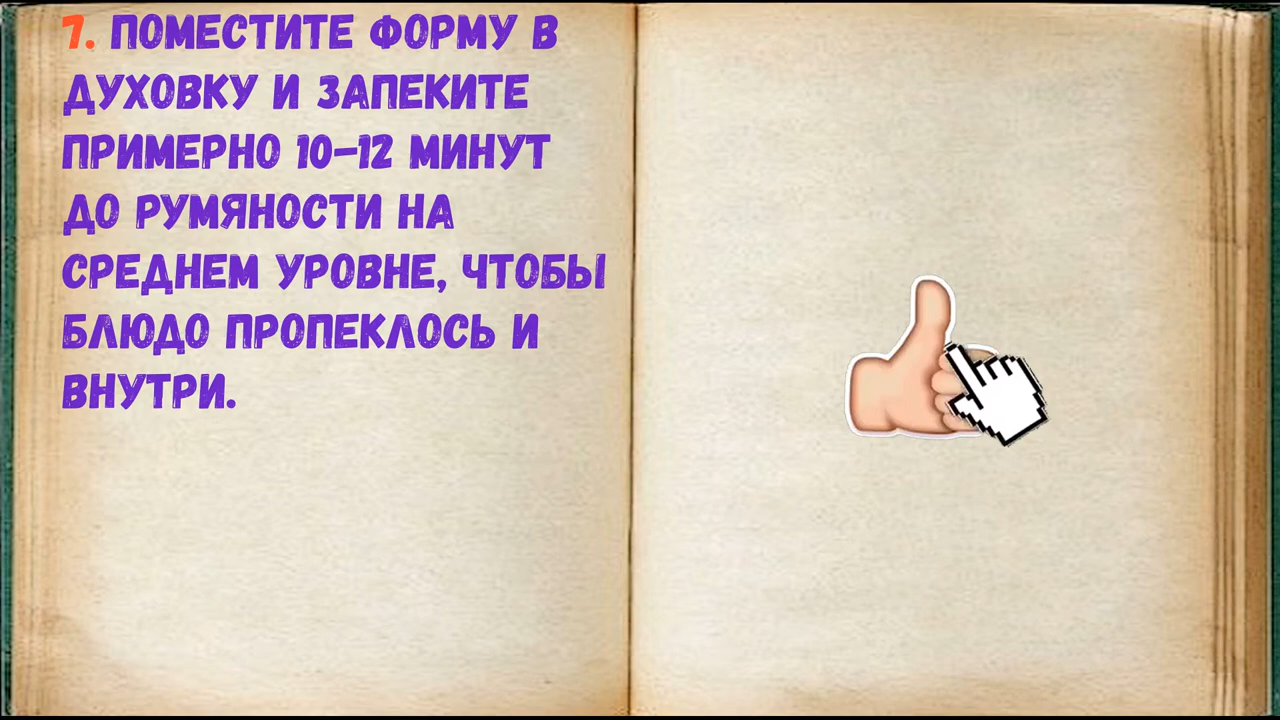 7. ПОМЕСТИТЕ ФОРМУ В
ДУХОВКУ И ЗАПЕКИТЕ
ПРИМЕРНО 10–12 МИНУТ
ДО РУМЯНОСТИ НА
СРЕДНЕМ УРОВНЕ, ЧТОБЫ
БЛЮДО ПРОПЕКЛОСЬ И
ВНУТРИ.